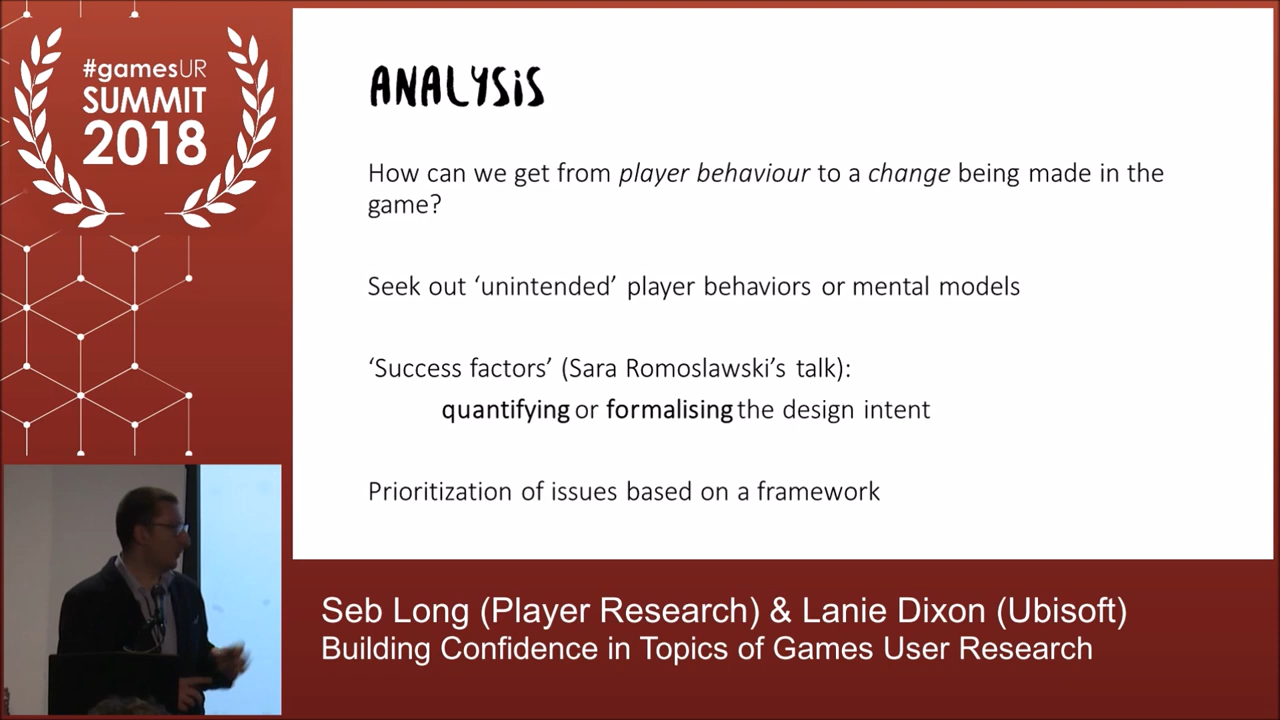 #gamesUR
SUMMIT
2018
ANALYSiS
How can we get from player behaviour to a change being made in the
game?
Seek out ‘unintended’ player behaviors or mental models
‘Success factors’ (Sara Romoslawski’s talk):
quantifying or formalising the design intent
Prioritization of issues based on a framework
Seb Long (Player Research) & Lanie Dixon (Ubisoft)
Building Confidence in Topics of Games User Research